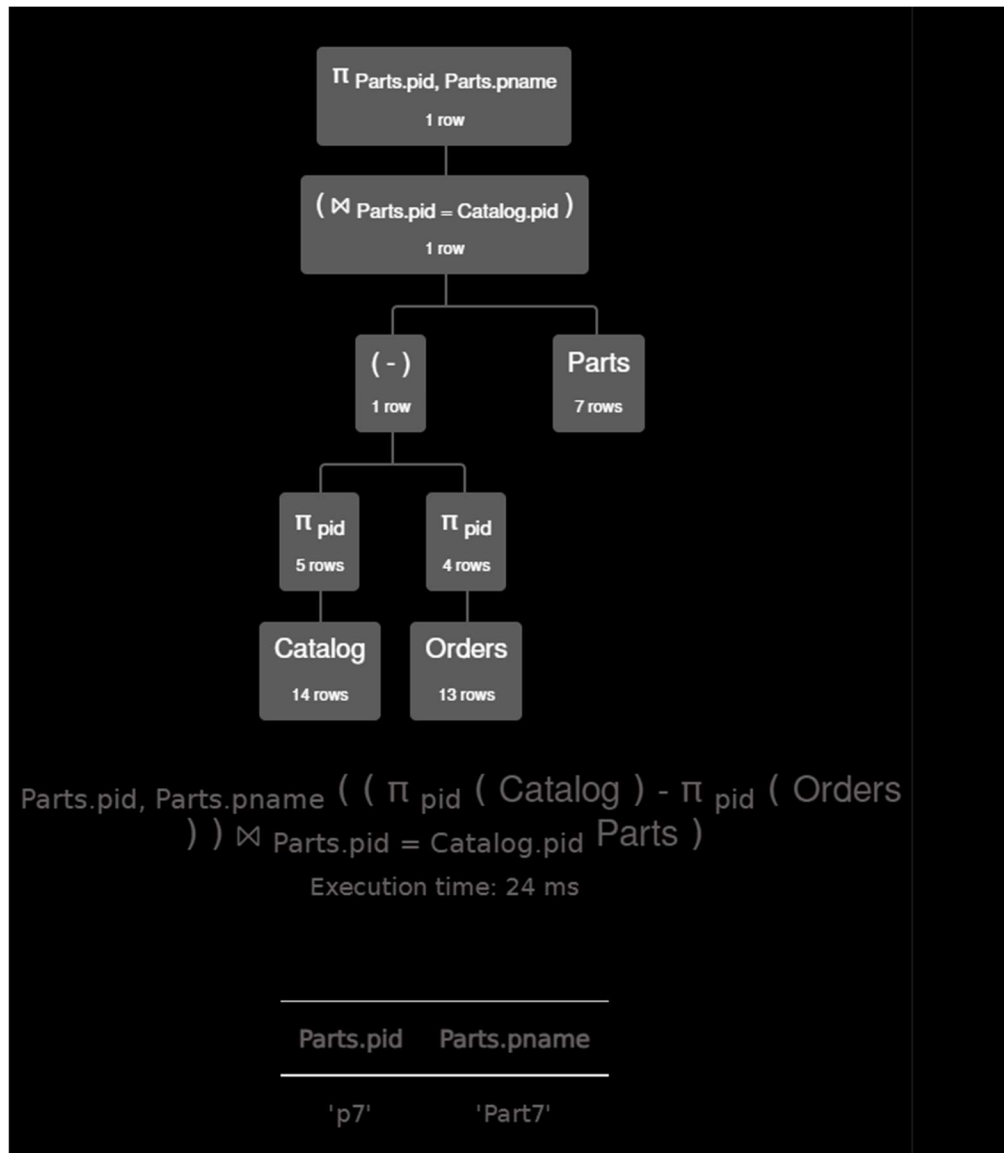 π Parts.pid, Parts.pname
1 row
( ⋈ Parts.pid = Catalog.pid )
1 row
( - )
1 row
Parts
7 rows
π pid
5 rows
π pid
4 rows
Catalog
14 rows
Orders
13 rows
Parts.pid, Parts.pname ( ( π pid ( Catalog ) - π pid ( Orders
) ) ⋈ Parts.pid = Catalog.pid Parts )
Execution time: 24 ms
Parts.pid Parts.pname
'p7' 'Part7'